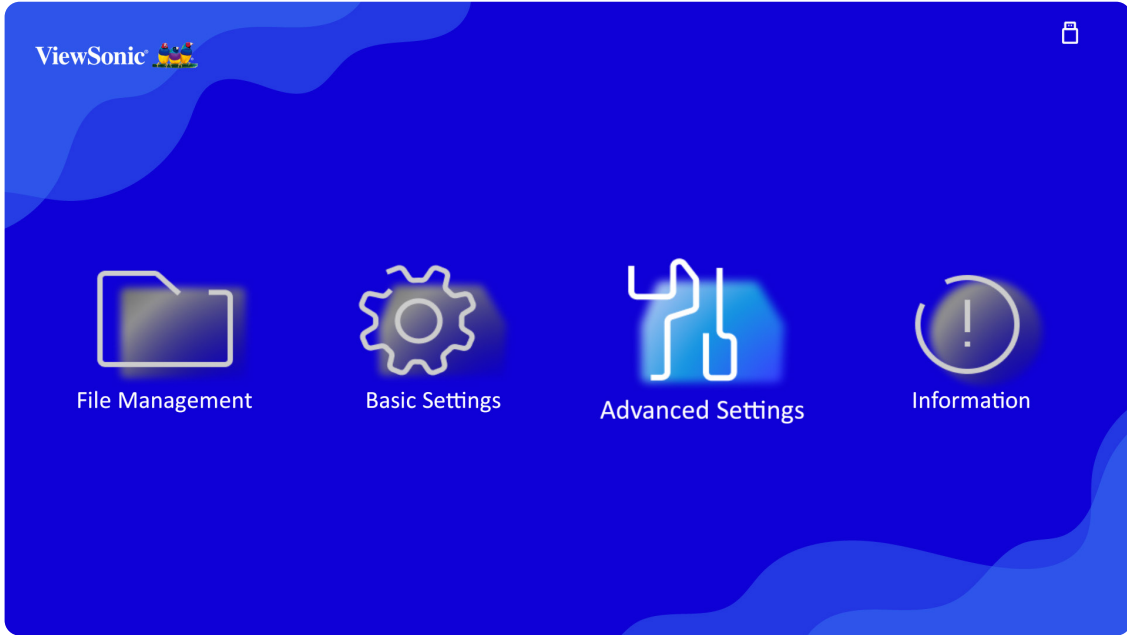 ViewSonic®
File Management
Basic Settings
Advanced Settings
Information